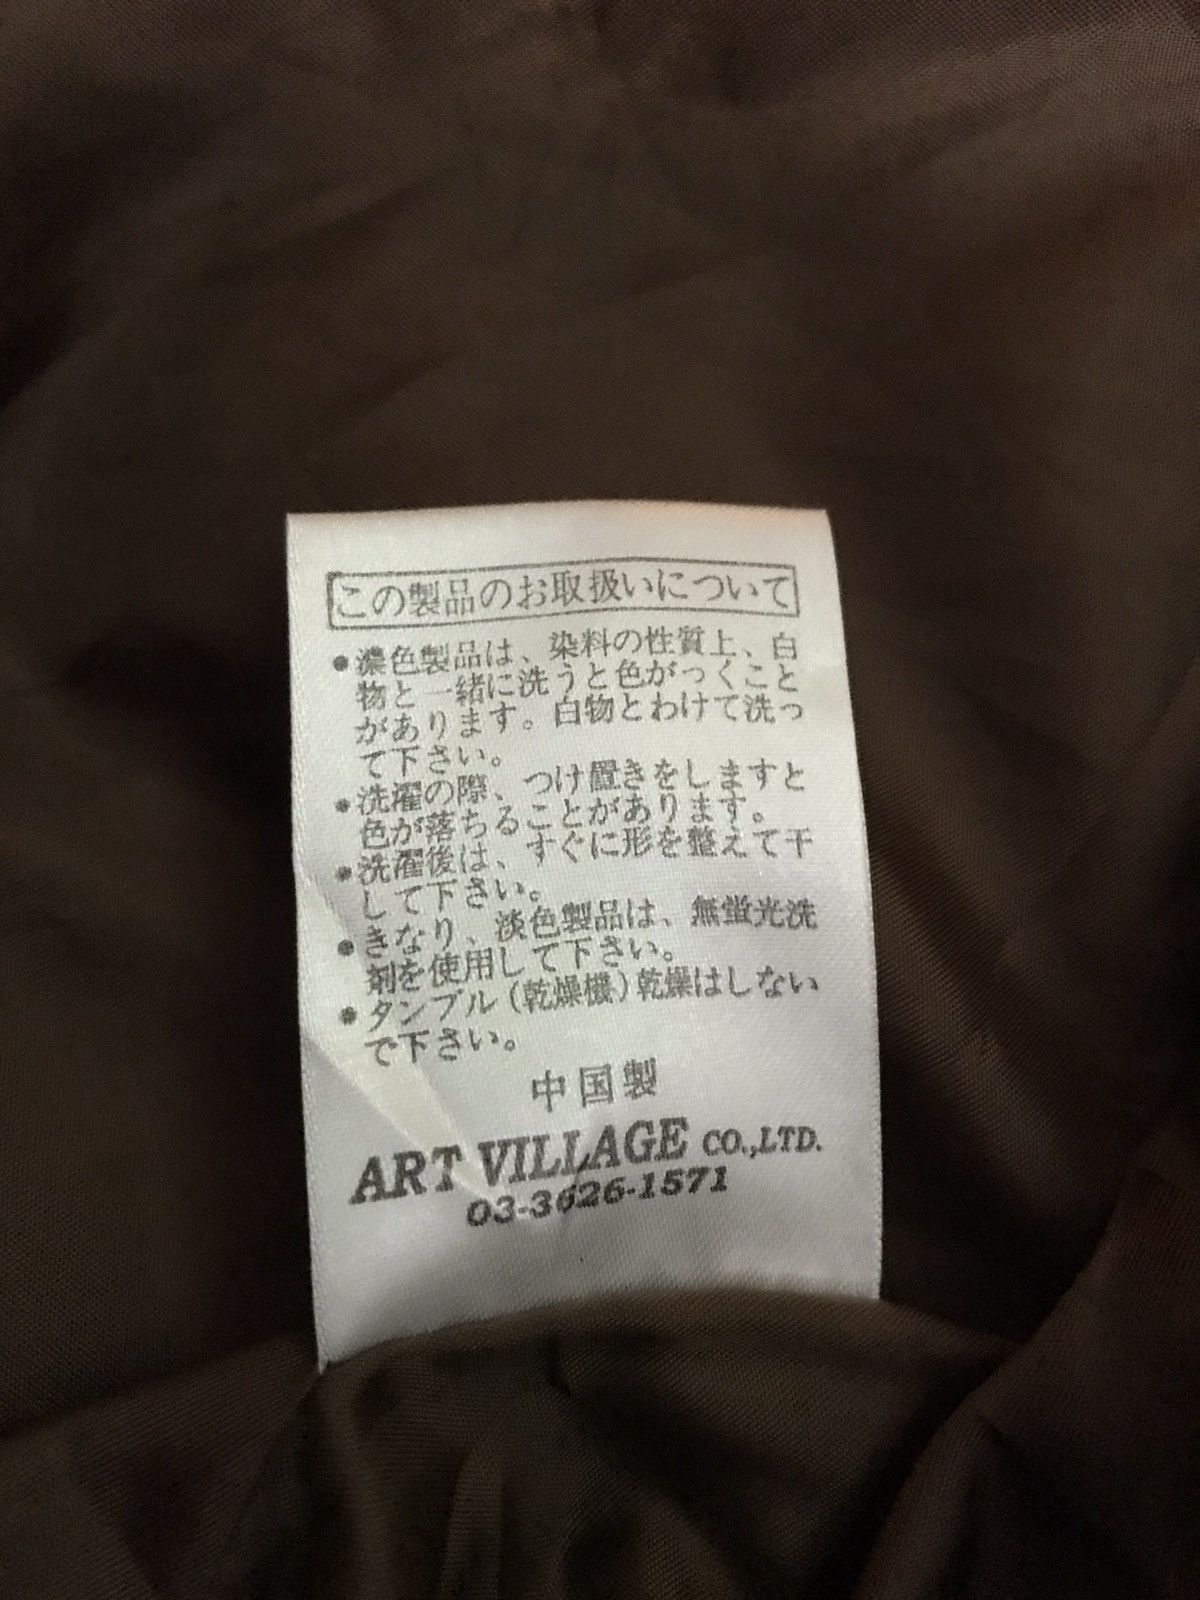 この製品のお取扱いについて
●濃色製品は、染料の性質上、白
物と一緒に洗うと色がつくこと
があります。白物とわけて洗っ
て下さい。
●洗濯の際、つけ置きをしますと
色が落ちることがあります。
●洗濯後は、すぐに形を整えて干
して下さい。
●きなり、淡色製品は、無蛍光洗
剤を使用して下さい。
●タンブル(乾燥機)乾燥はしない
で下さい。
中国製
ART VILLAGE CO.,LTD.
03-3626-1571